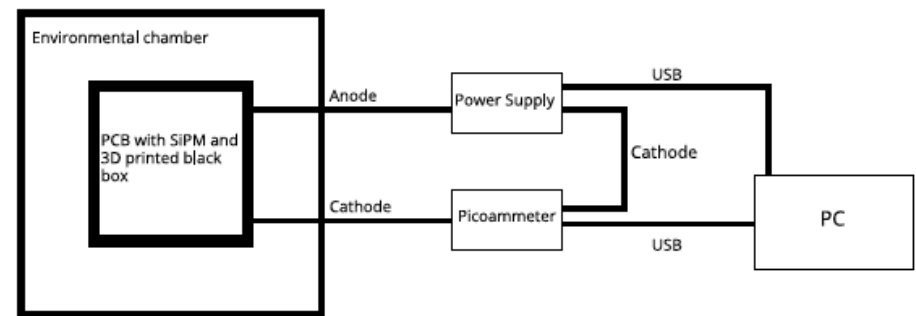 Environmental chamber
PCB with SiPM and
3D printed black
box
Anode
Cathode
Power Supply
Picoammeter
USB
Cathode
USB
PC